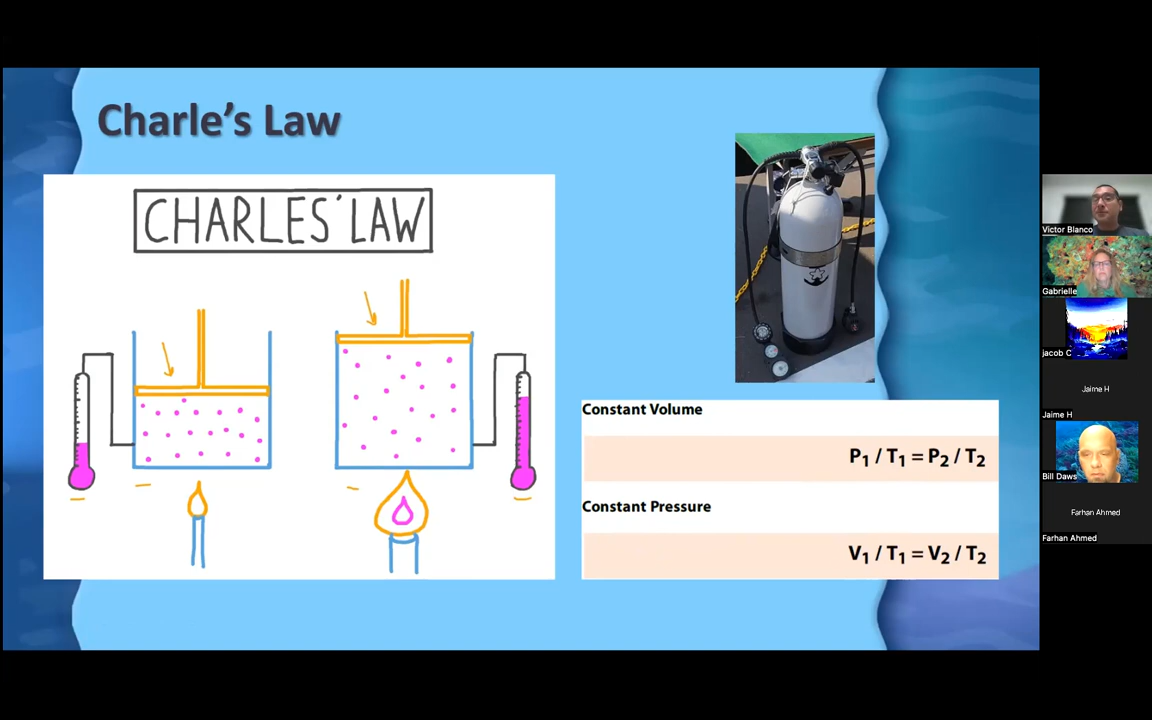 Charle's Law
CHARLES' LAW
Constant Volume
P₁ / T₁ = P₂ / T₂
Constant Pressure
V₁ / T₁ = V₂ / T₂
Victor Blanco
Gabrielle
jacob C
Jaime H
Jaime H
Bill Daws
Farhan Ahmed
Farhan Ahmed